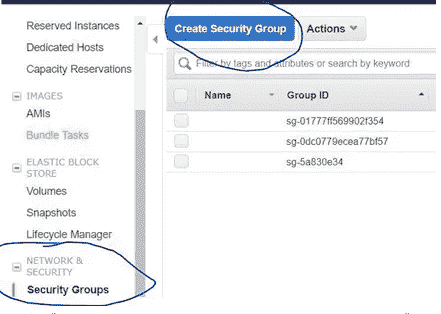 Reserved Instances
Dedicated Hosts
Capacity Reservations
IMAGES
AMIs
Bundle Tasks
ELASTIC BLOCK
STORE
Volumes
Snapshots
Lifecycle Manager
NETWORK &
SECURITY
Security Groups
Create Security Group Actions
Filter by tags and attributes or search by keyword
Name Group ID
sg-01777ff569902f354
sg-0dc0779ecea77bf57
sg-5a830e34